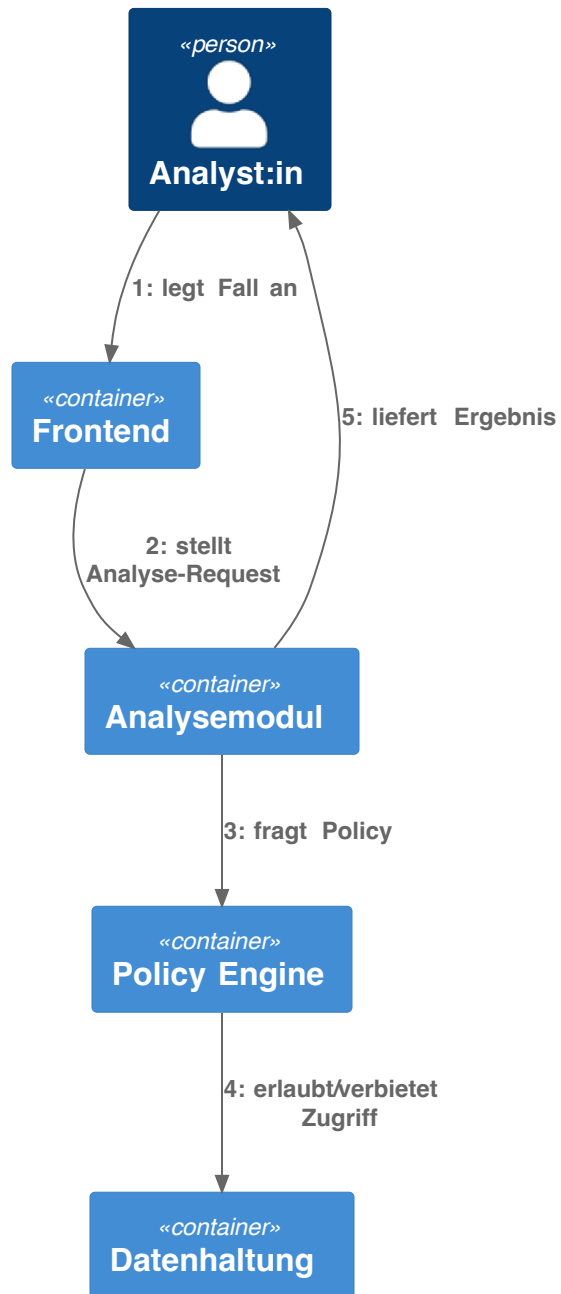 «person»
Analyst:in
1: legt Fall an
«container»
Frontend
5: liefert Ergebnis
2: stellt
Analyse-Request
«container»
Analysemodul
3: fragt Policy
«container»
Policy Engine
4: erlaubt/verbietet
Zugriff
«container»
Datenhaltung